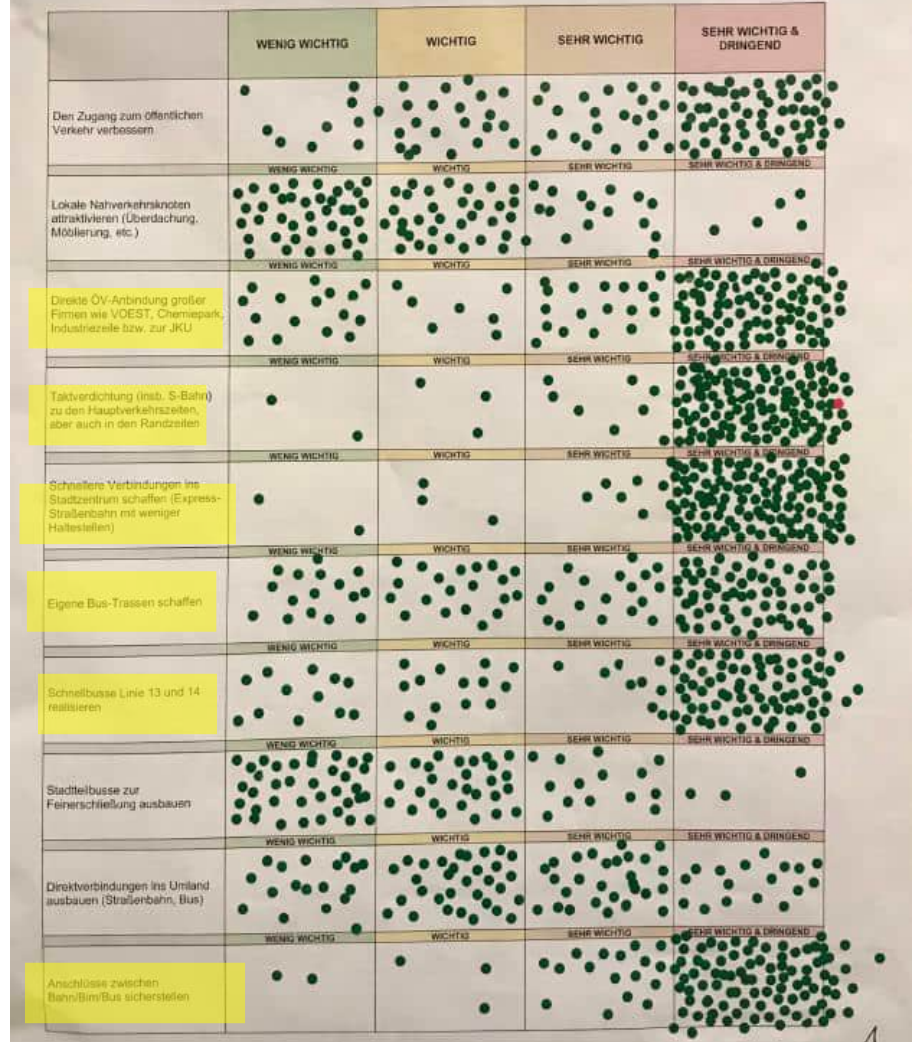 WENIG WICHTIG
WICHTIG
SEHR WICHTIG
SEHR WICHTIG &
DRINGEND
Den Zugang zum öffentlichen
Verkehr verbessern
WENIG WICHTIG
WICHTIG
SEHR WICHTIG
SEHR WICHTIG & DRINGEND
Lokale Nahverkehrsknoten
attraktivieren (Überdachung,
Möblierung, etc.)
WENIG WICHTIG
WICHTIG
SEHR WICHTIG
SEHR WICHTIG & DRINGEND
Direkte ÖV-Anbindung großer
Firmen wie VOEST, Chemiepark,
Industriezeile bzw. zur JKU
WENIG WICHTIG
WICHTIG
SEHR WICHTIG
SEHR WICHTIG & DRINGEND
Taktverdichtung (insb. S-Bahn)
zu den Hauptverkehrszeiten,
aber auch in den Randzeiten
WENIG WICHTIG
WICHTIG
SEHR WICHTIG
SEHR WICHTIG & DRINGEND
Schnellere Verbindungen ins
Stadtzentrum schaffen (Express-
Straßenbahn mit weniger
Haltestellen)
WENIG WICHTIG
WICHTIG
SEHR WICHTIG
SEHR WICHTIG & DRINGEND
Eigene Bus-Trassen schaffen
WENIG WICHTIG
WICHTIG
SEHR WICHTIG
SEHR WICHTIG & DRINGEND
Schnellbusse Linie 13 und 14
realisieren
WENIG WICHTIG
WICHTIG
SEHR WICHTIG
SEHR WICHTIG & DRINGEND
Stadtteilbusse zur
Feinerschließung ausbauen
WENIG WICHTIG
WICHTIG
SEHR WICHTIG
SEHR WICHTIG & DRINGEND
Direktverbindungen ins Umland
ausbauen (Straßenbahn, Bus)
WENIG WICHTIG
WICHTIG
SEHR WICHTIG
SEHR WICHTIG & DRINGEND
Anschlüsse zwischen
Bahn/Bim/Bus sicherstellen